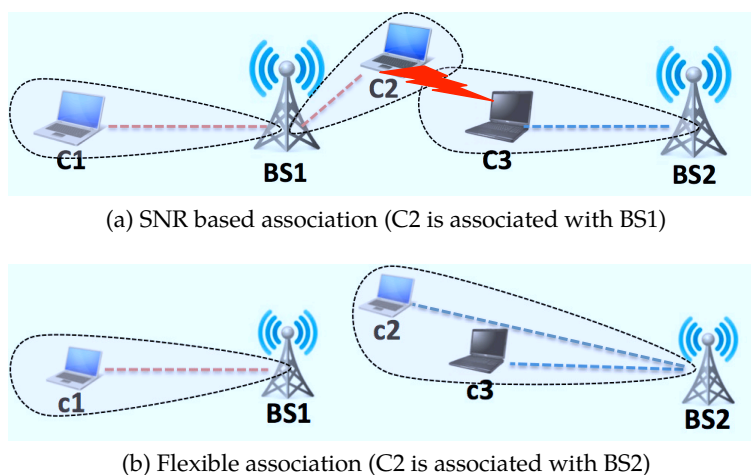 C2
C1
BS1
C3
BS2
(a) SNR based association (C2 is associated with BS1)
c2
c1
BS1
c3
BS2
(b) Flexible association (C2 is associated with BS2)